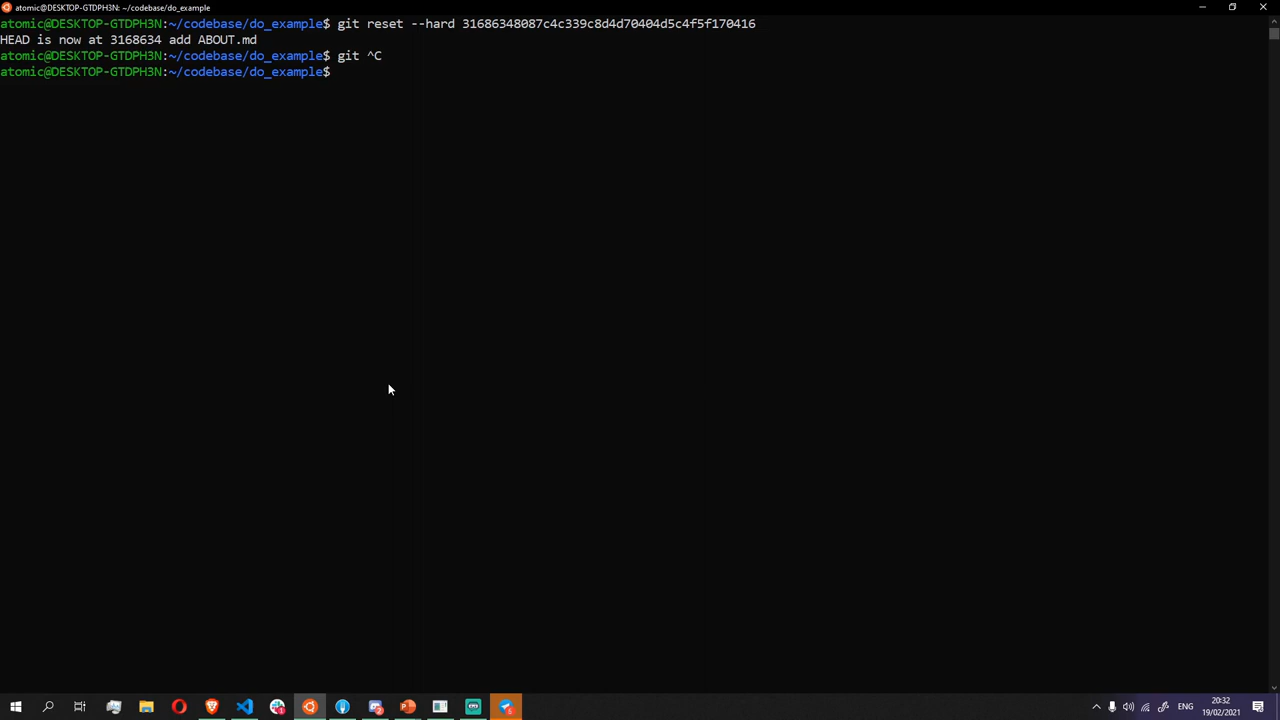 atomic@DESKTOP-GTDPH3N: ~/codebase/do_example
atomic@DESKTOP-GTDPH3N:~/codebase/do_example$ git reset --hard 31686348087c4c339c8d4d70404d5c4f5f170416
HEAD is now at 3168634 add ABOUT.md
atomic@DESKTOP-GTDPH3N:~/codebase/do_example$ git ^C
atomic@DESKTOP-GTDPH3N:~/codebase/do_example$
ENG
20:32
19/02/2021